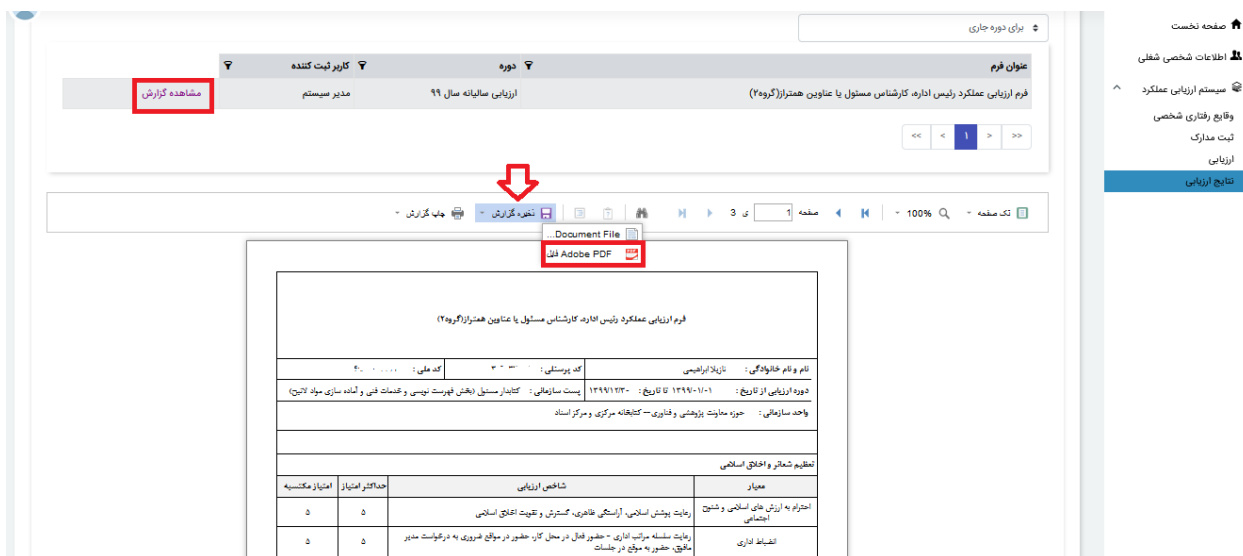 صفحه نخست
اطلاعات شخصی شغلی
سیستم ارزیابی عملکرد
وقایع رفتاری شخصی
ثبت مدارک
ارزیابی
نتایج ارزیابی
برای دوره جاری
عنوان فرم دوره کاربر ثبت کننده
فرم ارزیابی عملکرد رئیس اداره، کارشناس مسئول یا عناوین همتراز(گروه۲) ارزیابی سالیانه سال ۹۹ مدیر سیستم مشاهده گزارش
<< < ۱ > >>
تک صفحه 100% صفحه 1 ی 3 ذخیره گزارش چاپ گزارش
Document File...
Adobe PDF فایل
فرم ارزیابی عملکرد رئیس اداره، کارشناس مسئول یا عناوین همتراز(گروه۲)
نام و نام خانوادگی : نازیلا ابراهیمی کد پرسنلی : کد ملی :
دوره ارزیابی از تاریخ : ۱۳۹۹/۰۱/۰۱ تا تاریخ : ۱۳۹۹/۱۲/۳۰ پست سازمانی : کتابدار مسئول (بخش فهرست نویسی و خدمات فنی و آماده سازی مواد لاتین)
واحد سازمانی : حوزه معاونت پژوهشی و فناوری – کتابخانه مرکزی و مرکز اسناد
تعظیم شعائر و اخلاق اسلامی
معیار شاخص ارزیابی حداکثر امتیاز امتیاز مکتسبه
احترام به ارزش های اسلامی و شئون اجتماعی رعایت پوشش اسلامی، آراستگی ظاهری، گسترش و تقویت اخلاق اسلامی ۵ ۵
انضباط اداری رعایت سلسله مراتب اداری - حضور فعال در محل کار، حضور در مواقع ضروری به درخواست مدیر مافوق، حضور به موقع در جلسات ۵ ۵